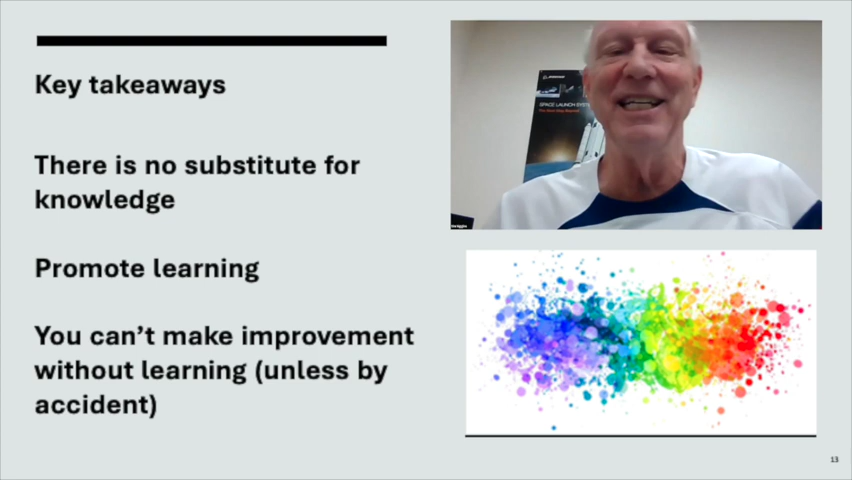 Key takeaways
There is no substitute for
knowledge
Promote learning
You can't make improvement
without learning (unless by
accident)
BOEING
SPACE LAUNCH SYSTEM
13